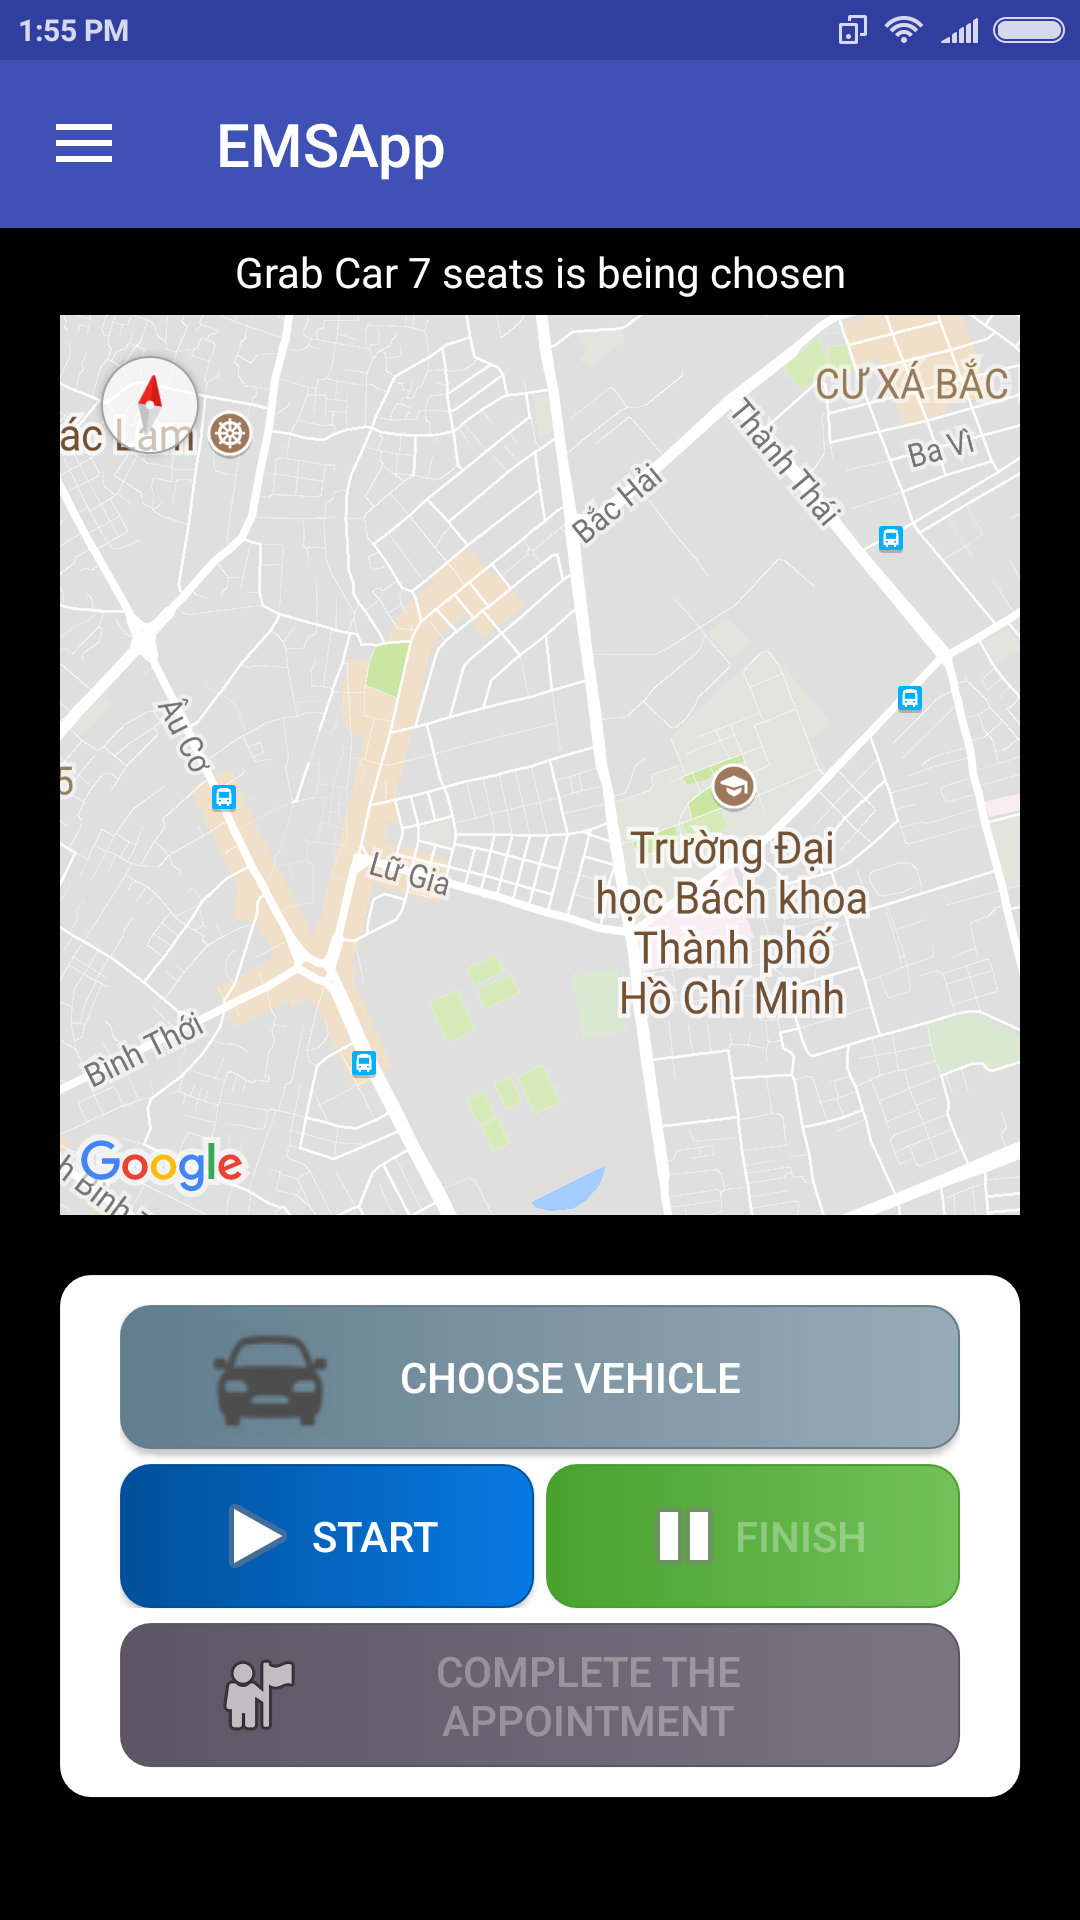 1:55 PM
EMSApp
Grab Car 7 seats is being chosen
CƯ XÁ BẮC
ác Lam
Ba Vì
Thành Thái
Bắc Hải
Âu Cơ
5
Lữ Gia
Trường Đại
học Bách khoa
Thành phố
Hồ Chí Minh
Bình Thới
Google
h Bình
CHOOSE VEHICLE
START
FINISH
COMPLETE THE
APPOINTMENT